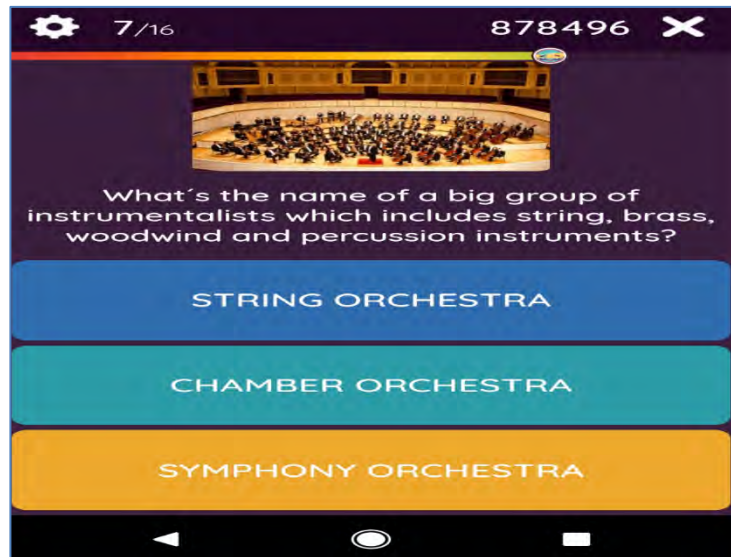 7/16
878496
What´s the name of a big group of
instrumentalists which includes string, brass,
woodwind and percussion instruments?
STRING ORCHESTRA
CHAMBER ORCHESTRA
SYMPHONY ORCHESTRA